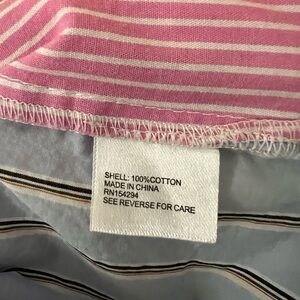 SHELL: 100%COTTON
MADE IN CHINA
RN154294
SEE REVERSE FOR CARE